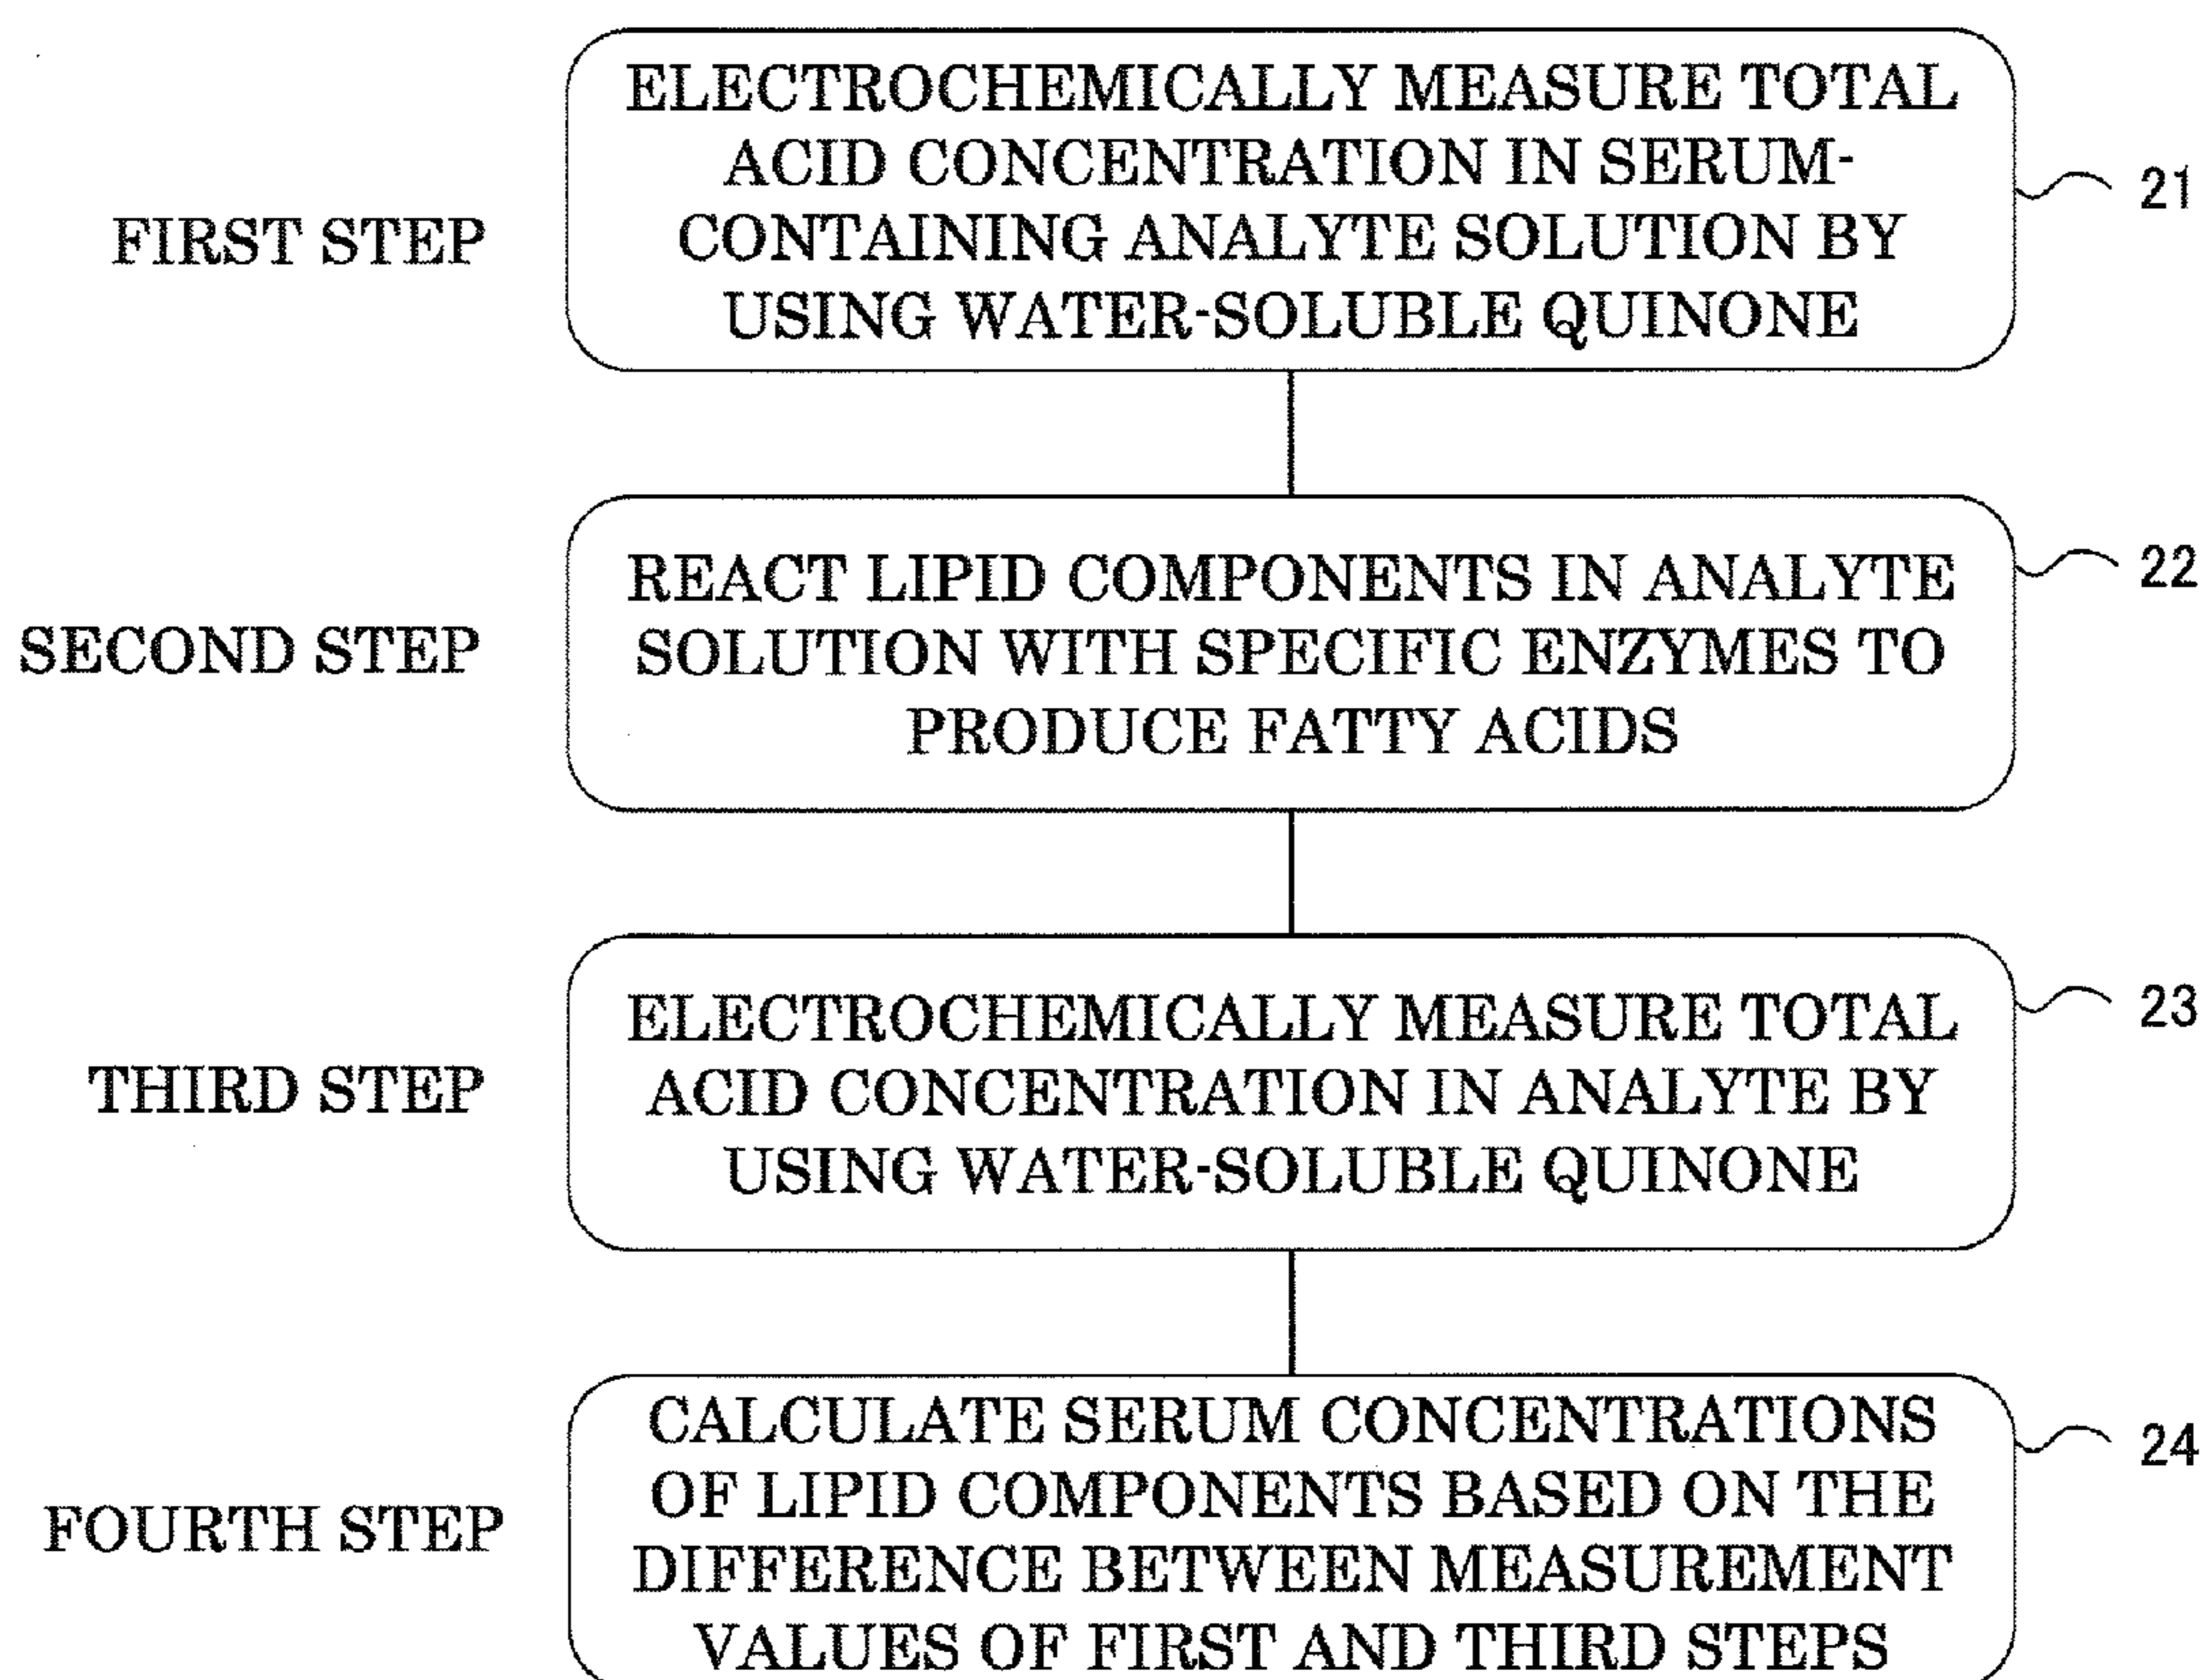 FIRST STEP
ELECTROCHEMICALLY MEASURE TOTAL
ACID CONCENTRATION IN SERUM-
CONTAINING ANALYTE SOLUTION BY
USING WATER-SOLUBLE QUINONE
21
SECOND STEP
REACT LIPID COMPONENTS IN ANALYTE
SOLUTION WITH SPECIFIC ENZYMES TO
PRODUCE FATTY ACIDS
22
THIRD STEP
ELECTROCHEMICALLY MEASURE TOTAL
ACID CONCENTRATION IN ANALYTE BY
USING WATER-SOLUBLE QUINONE
23
FOURTH STEP
CALCULATE SERUM CONCENTRATIONS
OF LIPID COMPONENTS BASED ON THE
DIFFERENCE BETWEEN MEASUREMENT
VALUES OF FIRST AND THIRD STEPS
24